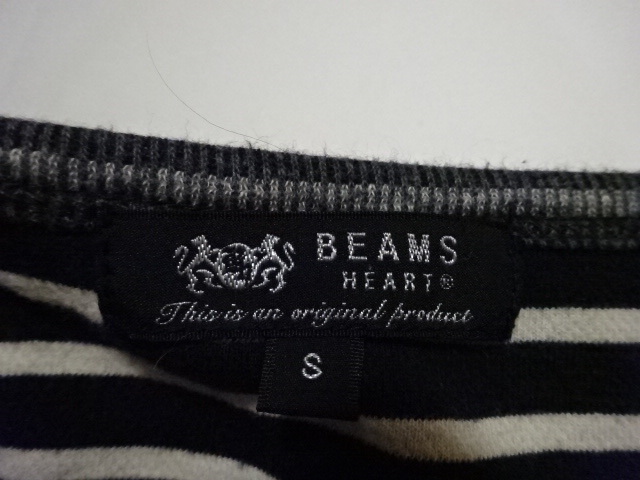 BEAMS
HEART®
This is an original product
S